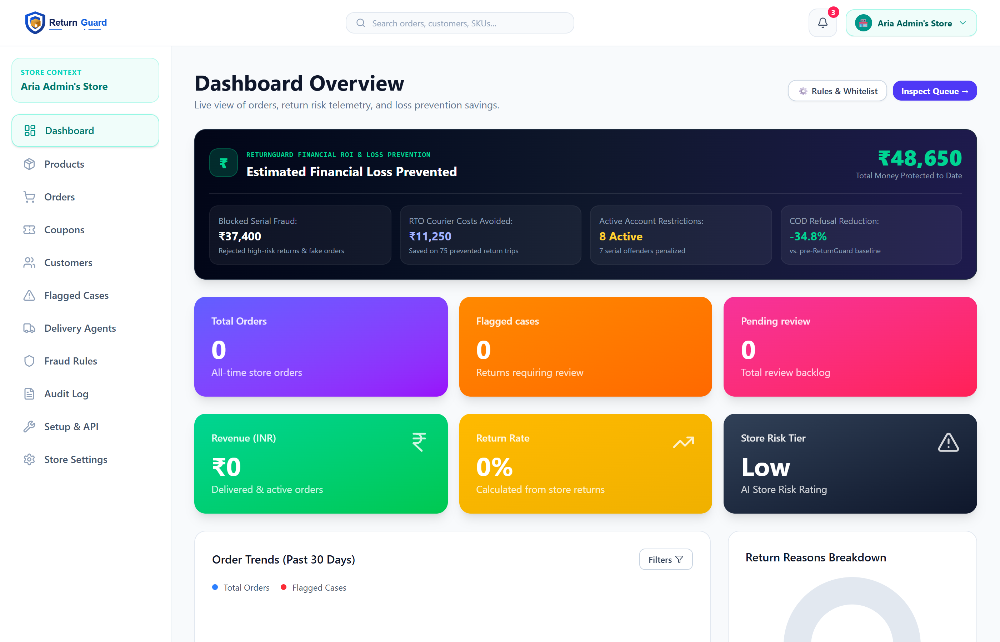 Return Guard
Search orders, customers, SKUs...
3
Aria Admin's Store
STORE CONTEXT
Aria Admin's Store
Dashboard
Products
Orders
Coupons
Customers
Flagged Cases
Delivery Agents
Fraud Rules
Audit Log
Setup & API
Store Settings
Dashboard Overview
Live view of orders, return risk telemetry, and loss prevention savings.
Rules & Whitelist
Inspect Queue →
₹
RETURNGUARD FINANCIAL ROI & LOSS PREVENTION
Estimated Financial Loss Prevented
₹48,650
Total Money Protected to Date
Blocked Serial Fraud:
₹37,400
Rejected high-risk returns & fake orders
RTO Courier Costs Avoided:
₹11,250
Saved on 75 prevented return trips
Active Account Restrictions:
8 Active
7 serial offenders penalized
COD Refusal Reduction:
-34.8%
vs. pre-ReturnGuard baseline
Total Orders
0
All-time store orders
Flagged cases
0
Returns requiring review
Pending review
0
Total review backlog
Revenue (INR)
₹
₹0
Delivered & active orders
Return Rate
0%
Calculated from store returns
Store Risk Tier
Low
AI Store Risk Rating
Order Trends (Past 30 Days)
Filters
Total Orders
Flagged Cases
Return Reasons Breakdown